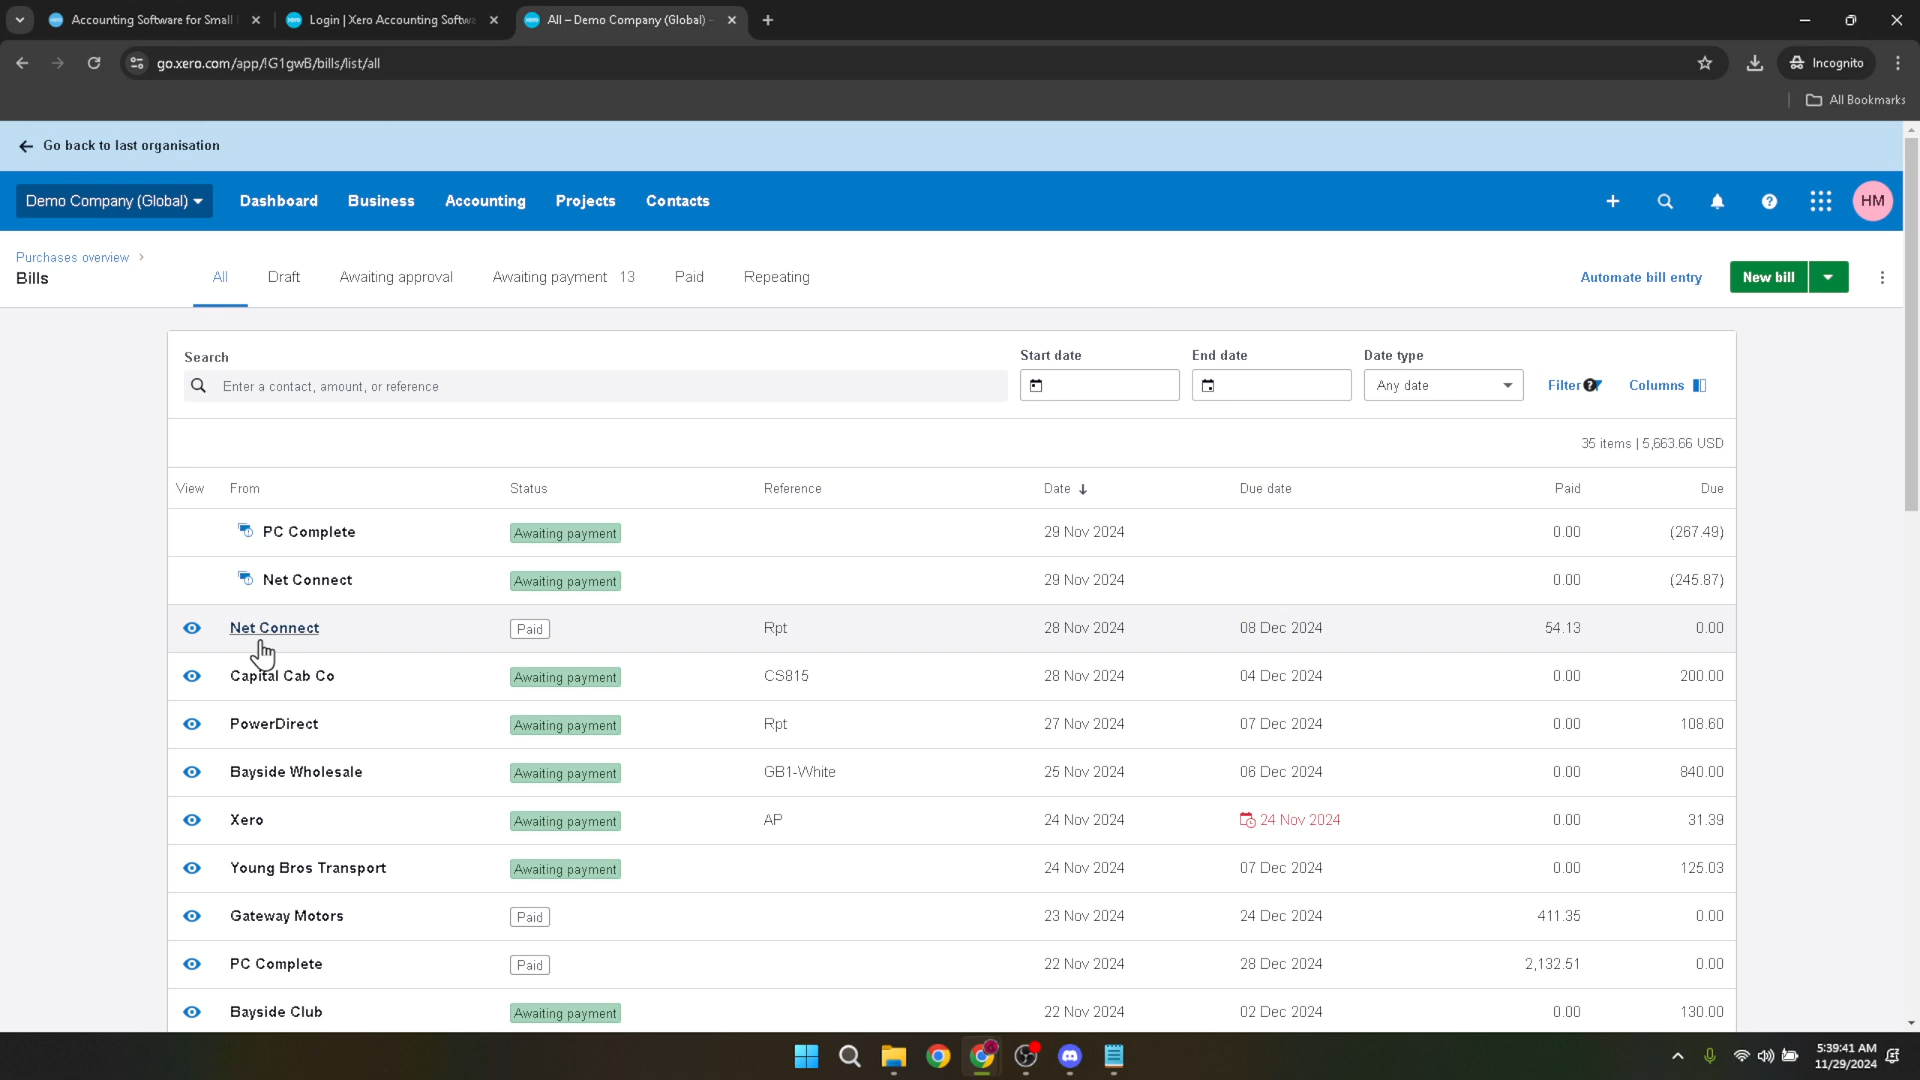 Accounting Software for Small
Login | Xero Accounting Softwa
All – Demo Company (Global) –
go.xero.com/app/!G1gwB/bills/list/all
Incognito
All Bookmarks
Go back to last organisation
Demo Company (Global) Dashboard Business Accounting Projects Contacts HM
Purchases overview
Bills
All Draft Awaiting approval Awaiting payment 13 Paid Repeating Automate bill entry New bill
Search Start date End date Date type
Enter a contact, amount, or reference Any date Filter Columns
35 items | 5,663.66 USD
View From Status Reference Date Due date Paid Due
PC Complete Awaiting payment 29 Nov 2024 0.00 (267.49)
Net Connect Awaiting payment 29 Nov 2024 0.00 (245.87)
Net Connect Paid Rpt 28 Nov 2024 08 Dec 2024 54.13 0.00
Capital Cab Co Awaiting payment CS815 28 Nov 2024 04 Dec 2024 0.00 200.00
PowerDirect Awaiting payment Rpt 27 Nov 2024 07 Dec 2024 0.00 108.60
Bayside Wholesale Awaiting payment GB1-White 25 Nov 2024 06 Dec 2024 0.00 840.00
Xero Awaiting payment AP 24 Nov 2024 24 Nov 2024 0.00 31.39
Young Bros Transport Awaiting payment 24 Nov 2024 07 Dec 2024 0.00 125.03
Gateway Motors Paid 23 Nov 2024 24 Dec 2024 411.35 0.00
PC Complete Paid 22 Nov 2024 28 Dec 2024 2,132.51 0.00
Bayside Club Awaiting payment 22 Nov 2024 02 Dec 2024 0.00 130.00
5:39:41 AM
11/29/2024